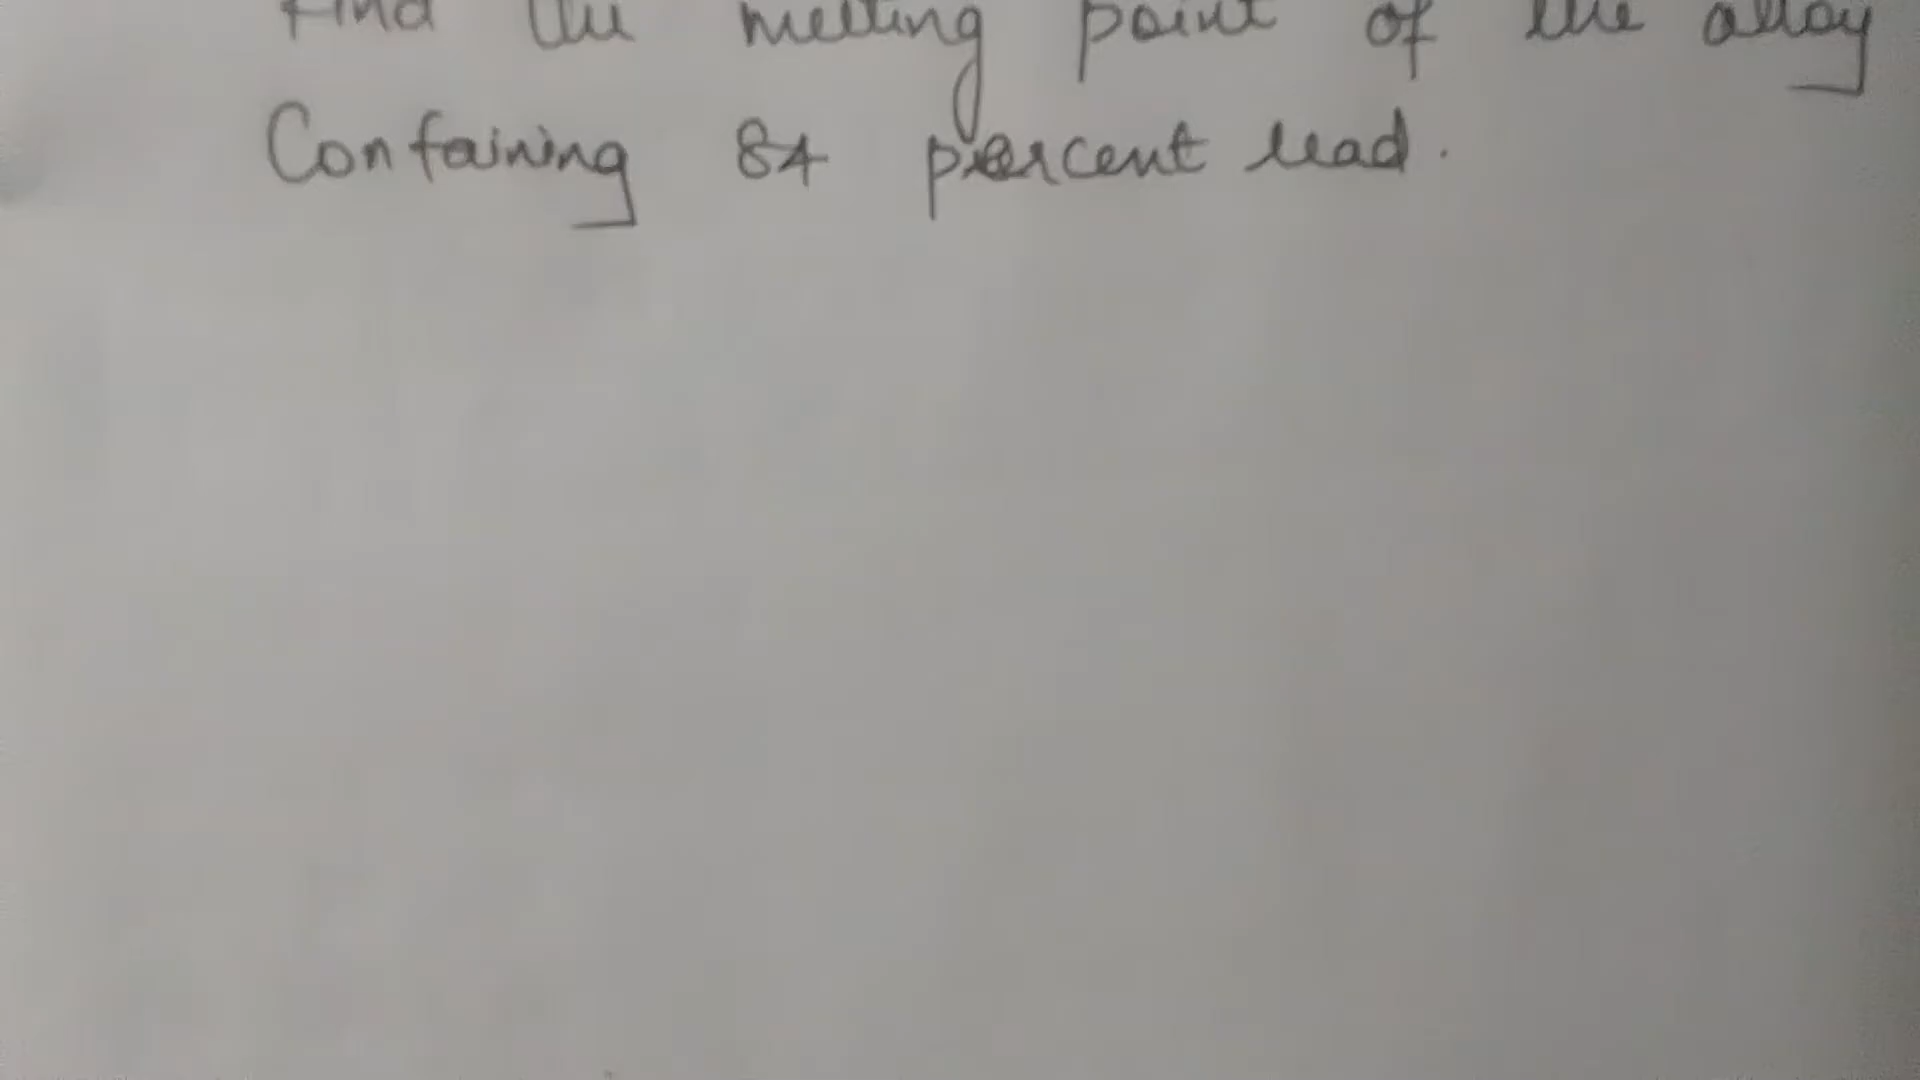 Find the melting point of the alloy
Containing 84 percent lead.